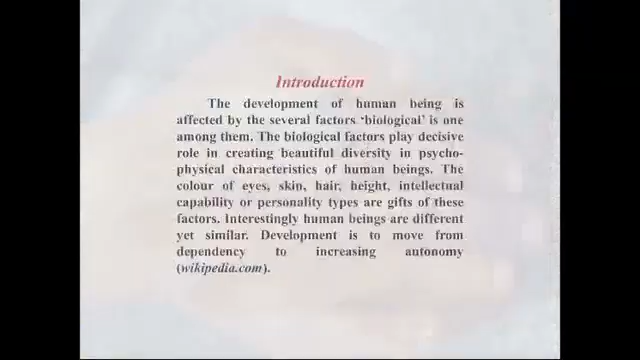 Introduction
The development of human being is
affected by the several factors ‘biological’ is one
among them. The biological factors play decisive
role in creating beautiful diversity in psycho-
physical characteristics of human beings. The
colour of eyes, skin, hair, height, intellectual
capability or personality types are gifts of these
factors. Interestingly human beings are different
yet similar. Development is to move from
dependency to increasing autonomy
(wikipedia.com).